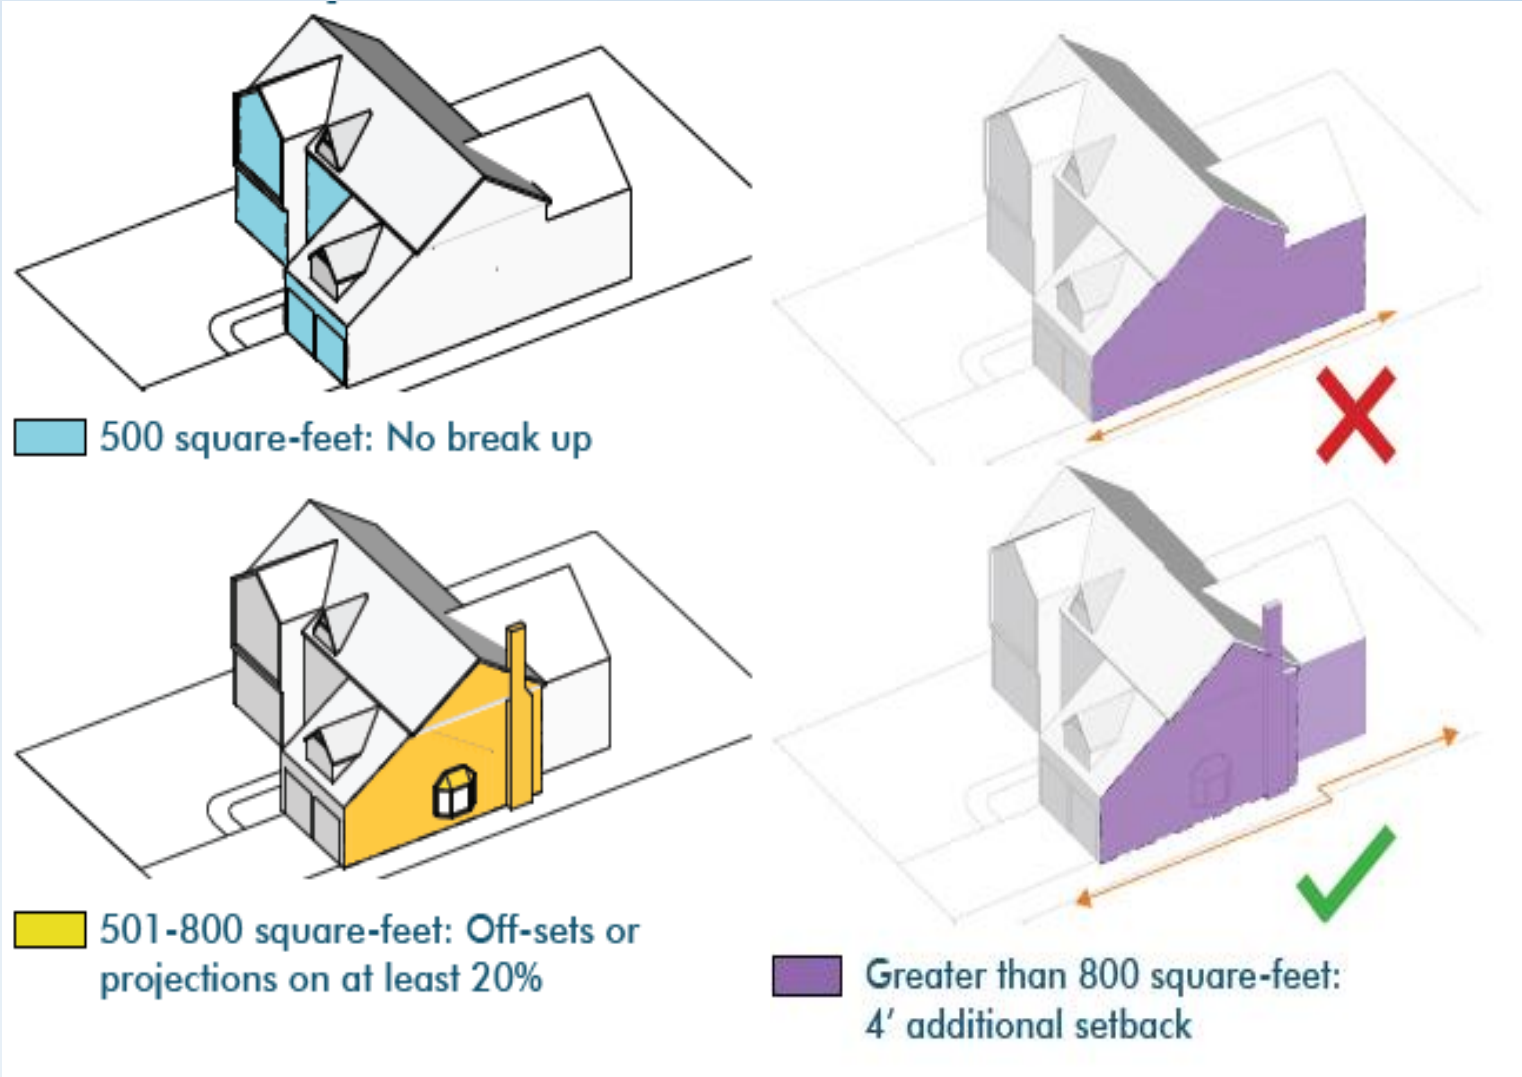 500 square-feet: No break up
501-800 square-feet: Off-sets or
projections on at least 20%
Greater than 800 square-feet:
4’ additional setback